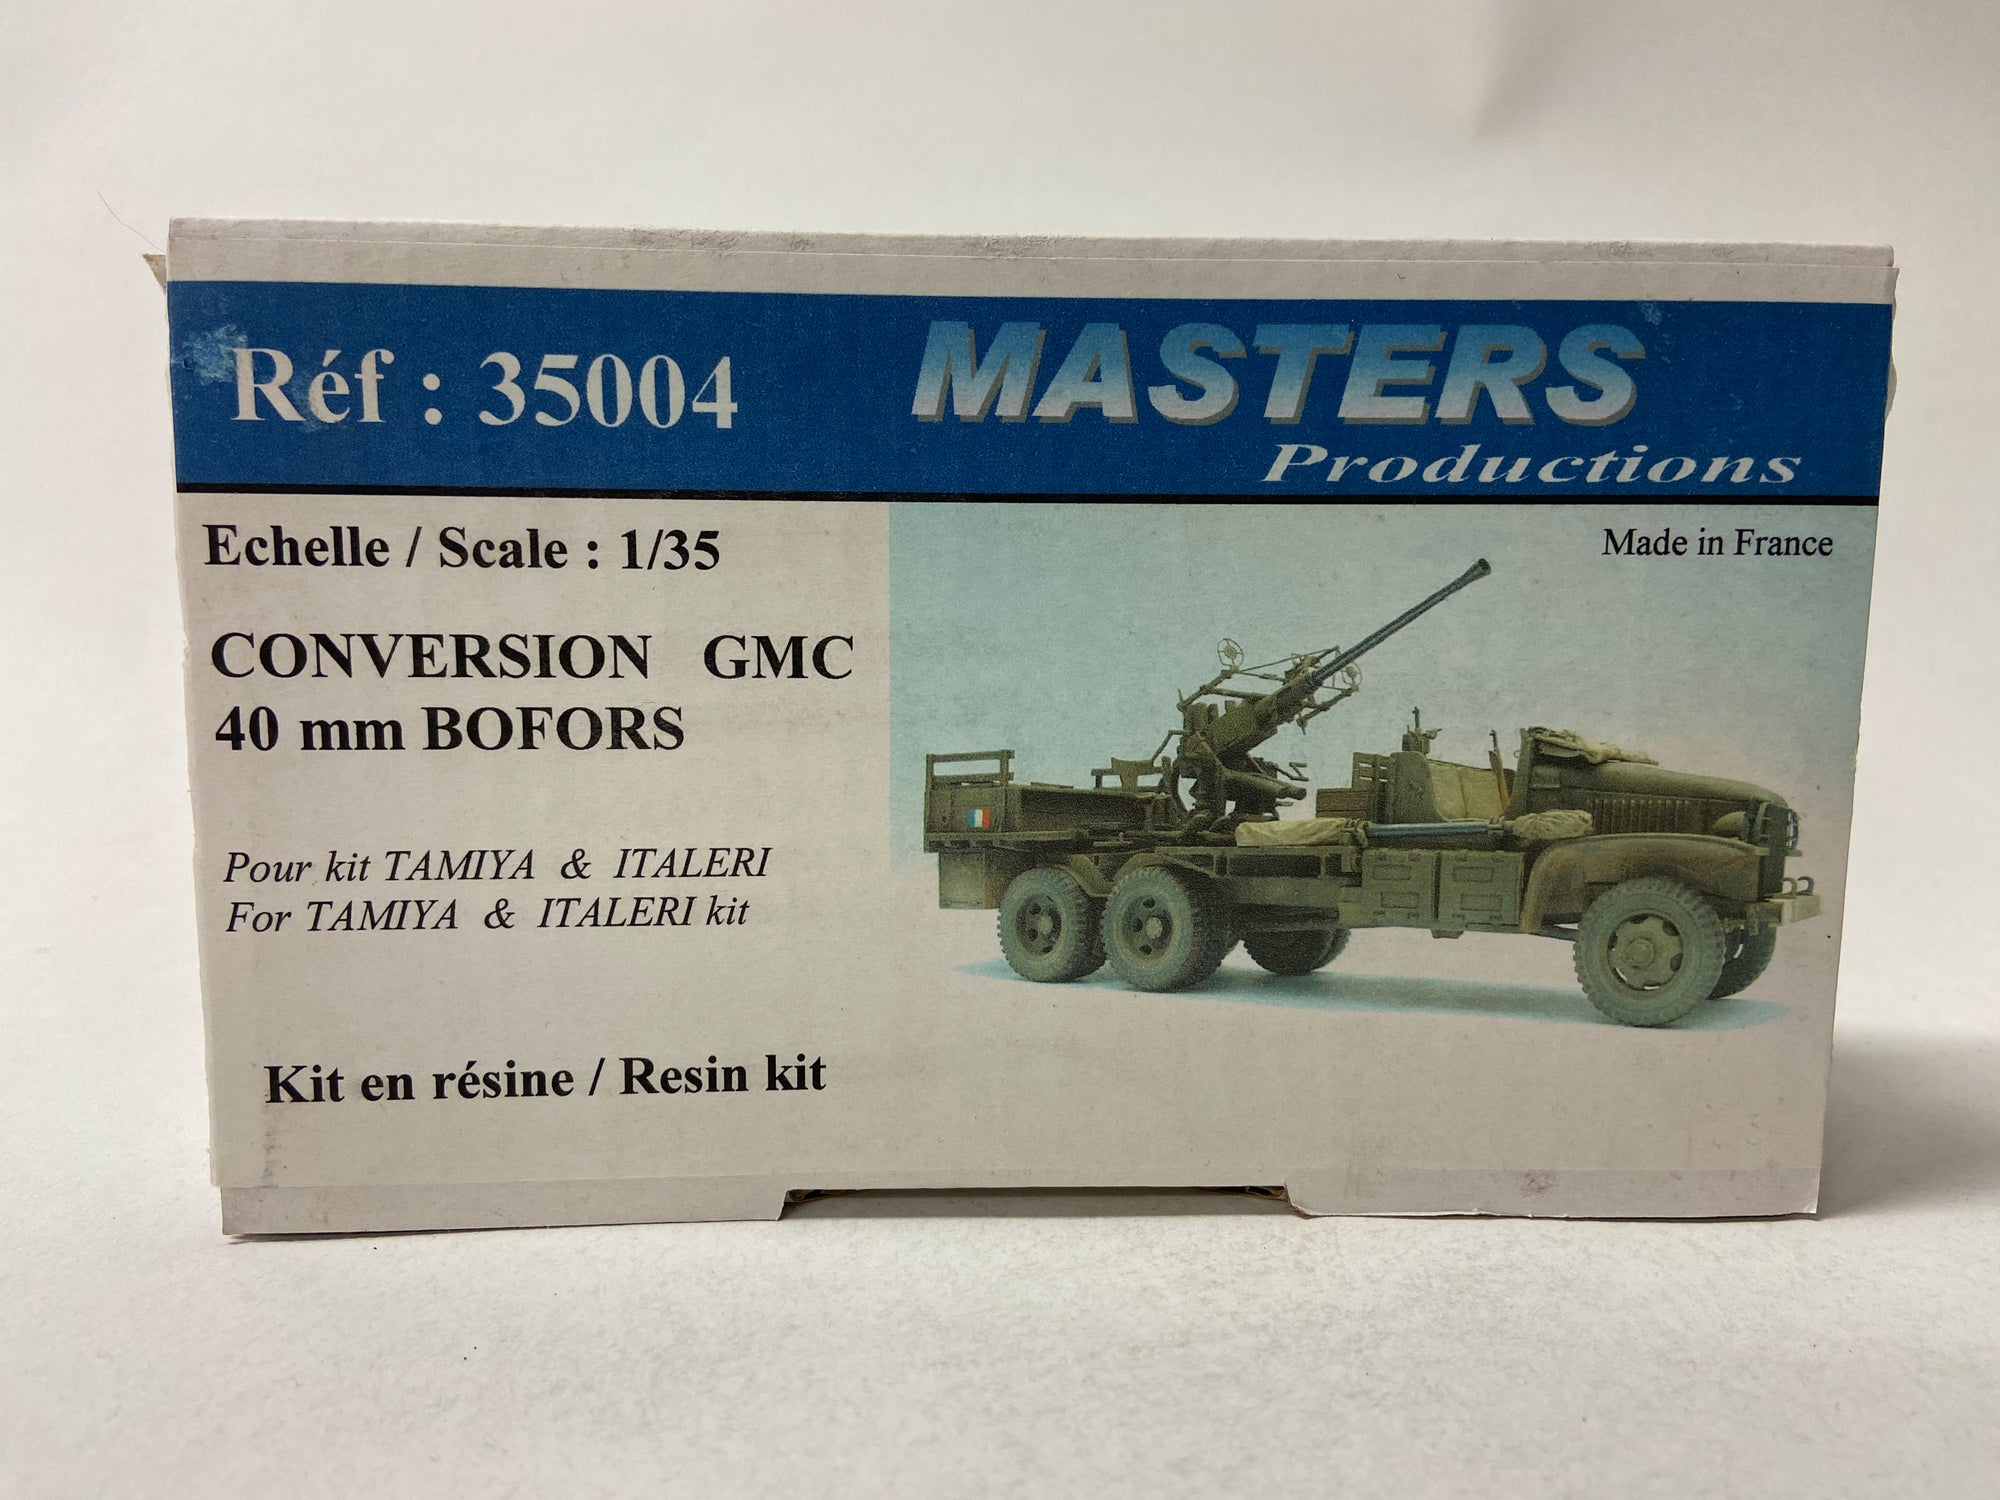 Réf : 35004
MASTERS
Productions
Echelle / Scale : 1/35
Made in France
CONVERSION GMC
40 mm BOFORS
Pour kit TAMIYA & ITALERI
For TAMIYA & ITALERI kit
Kit en résine / Resin kit